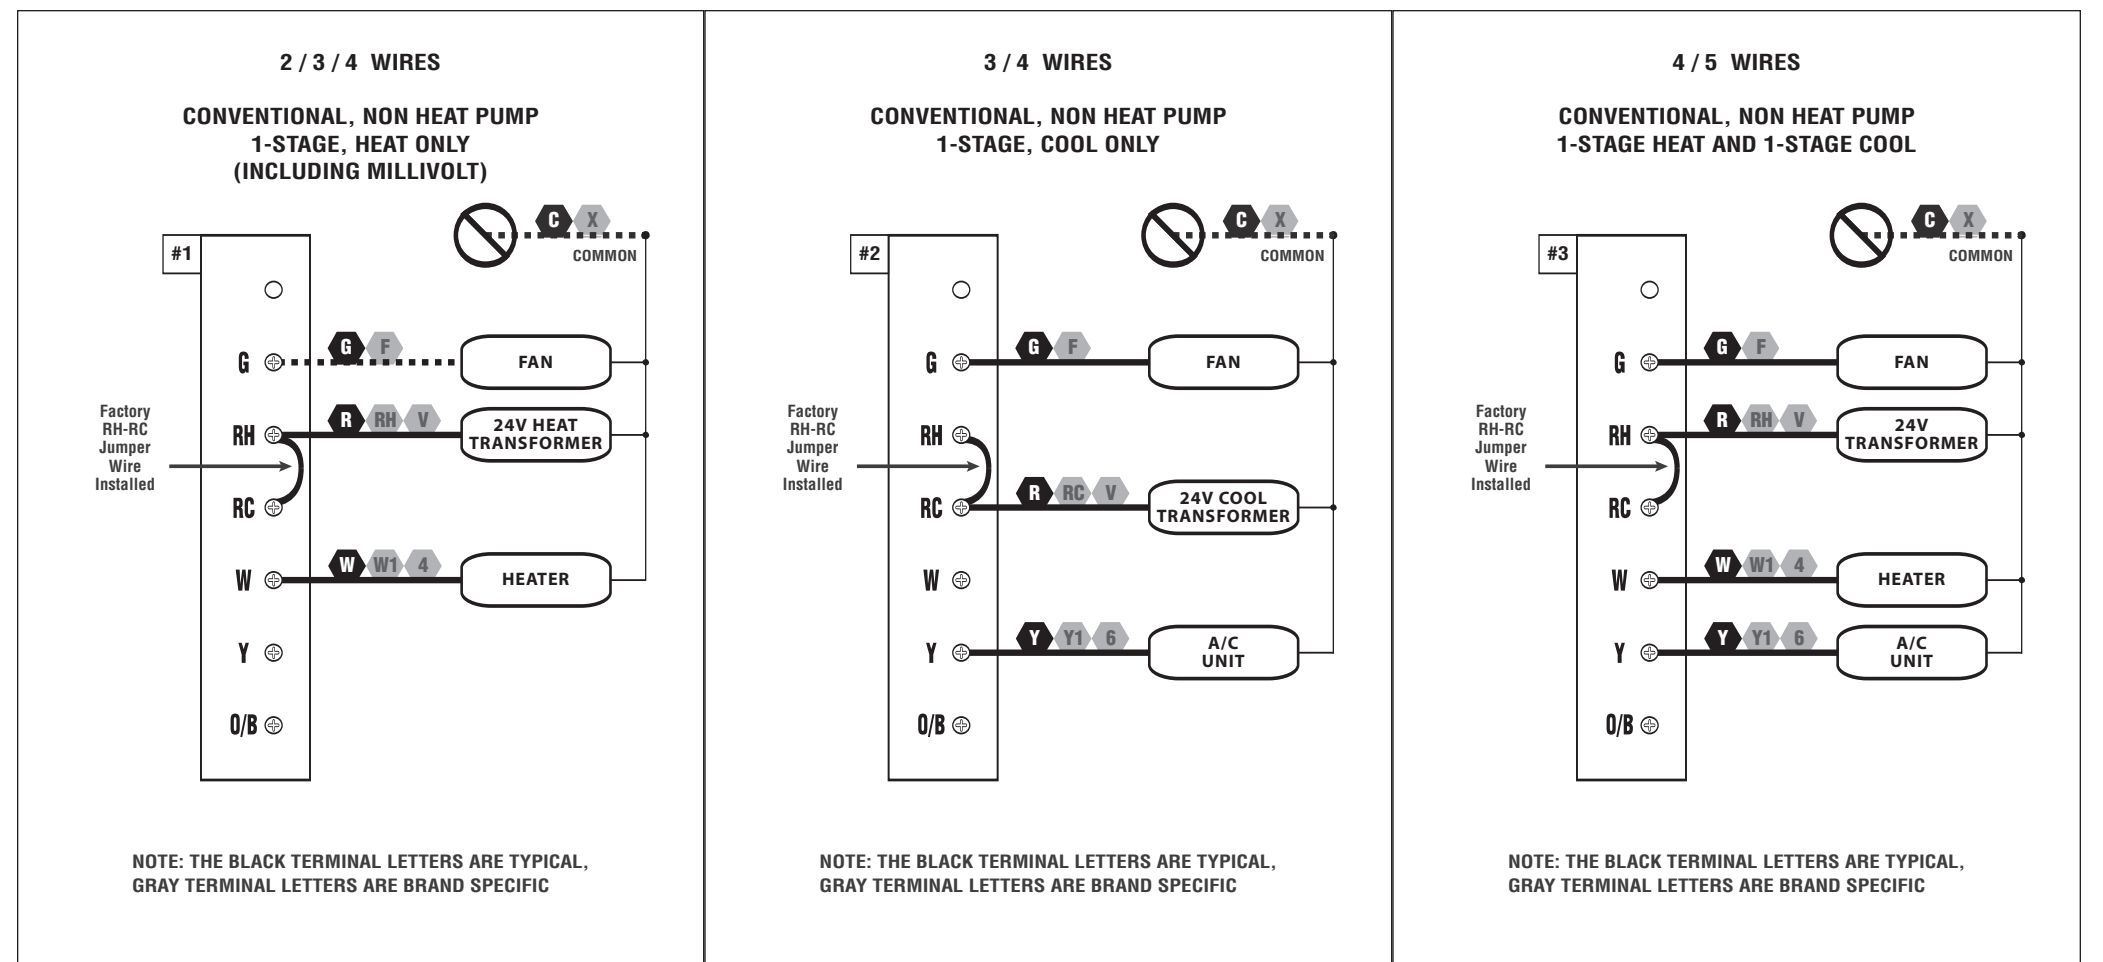 2 / 3 / 4 WIRES
CONVENTIONAL, NON HEAT PUMP
1-STAGE, HEAT ONLY
(INCLUDING MILLIVOLT)
C X
COMMON
#1
G
G F
FAN
Factory
RH-RC
Jumper
Wire
Installed
RH
R RH V
24V HEAT
TRANSFORMER
RC
W
W W1 4
HEATER
Y
O/B
NOTE: THE BLACK TERMINAL LETTERS ARE TYPICAL,
GRAY TERMINAL LETTERS ARE BRAND SPECIFIC
3 / 4 WIRES
CONVENTIONAL, NON HEAT PUMP
1-STAGE, COOL ONLY
C X
COMMON
#2
G
G F
FAN
Factory
RH-RC
Jumper
Wire
Installed
RH
RC
R RC V
24V COOL
TRANSFORMER
W
Y
Y Y1 6
A/C
UNIT
O/B
NOTE: THE BLACK TERMINAL LETTERS ARE TYPICAL,
GRAY TERMINAL LETTERS ARE BRAND SPECIFIC
4 / 5 WIRES
CONVENTIONAL, NON HEAT PUMP
1-STAGE HEAT AND 1-STAGE COOL
C X
COMMON
#3
G
G F
FAN
Factory
RH-RC
Jumper
Wire
Installed
RH
R RH V
24V
TRANSFORMER
RC
W
W W1 4
HEATER
Y
Y Y1 6
A/C
UNIT
O/B
NOTE: THE BLACK TERMINAL LETTERS ARE TYPICAL,
GRAY TERMINAL LETTERS ARE BRAND SPECIFIC